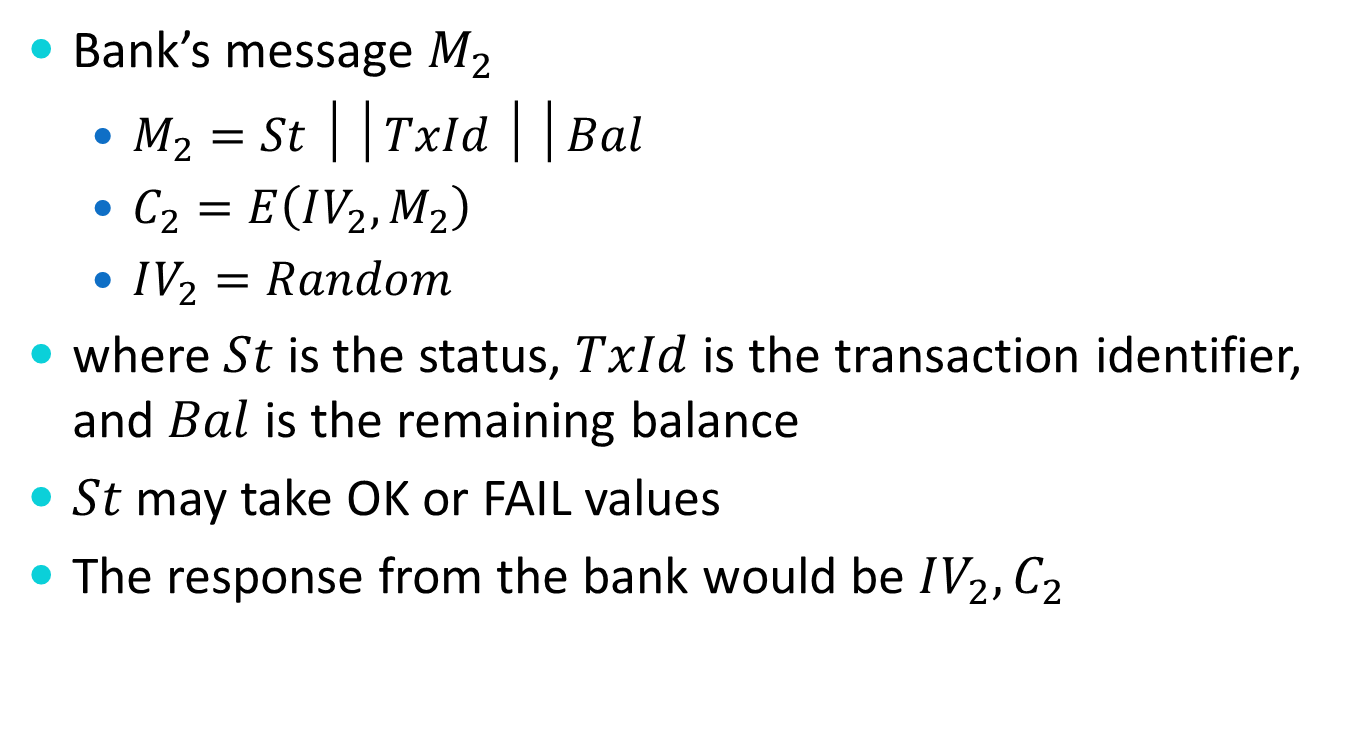 • Bank’s message 𝑀₂
• 𝑀₂ = 𝑆𝑡 ││𝑇𝑥𝐼𝑑 ││𝐵𝑎𝑙
• 𝐶₂ = 𝐸(𝐼𝑉₂, 𝑀₂)
• 𝐼𝑉₂ = 𝑅𝑎𝑛𝑑𝑜𝑚
• where 𝑆𝑡 is the status, 𝑇𝑥𝐼𝑑 is the transaction identifier,
and 𝐵𝑎𝑙 is the remaining balance
• 𝑆𝑡 may take OK or FAIL values
• The response from the bank would be 𝐼𝑉₂, 𝐶₂